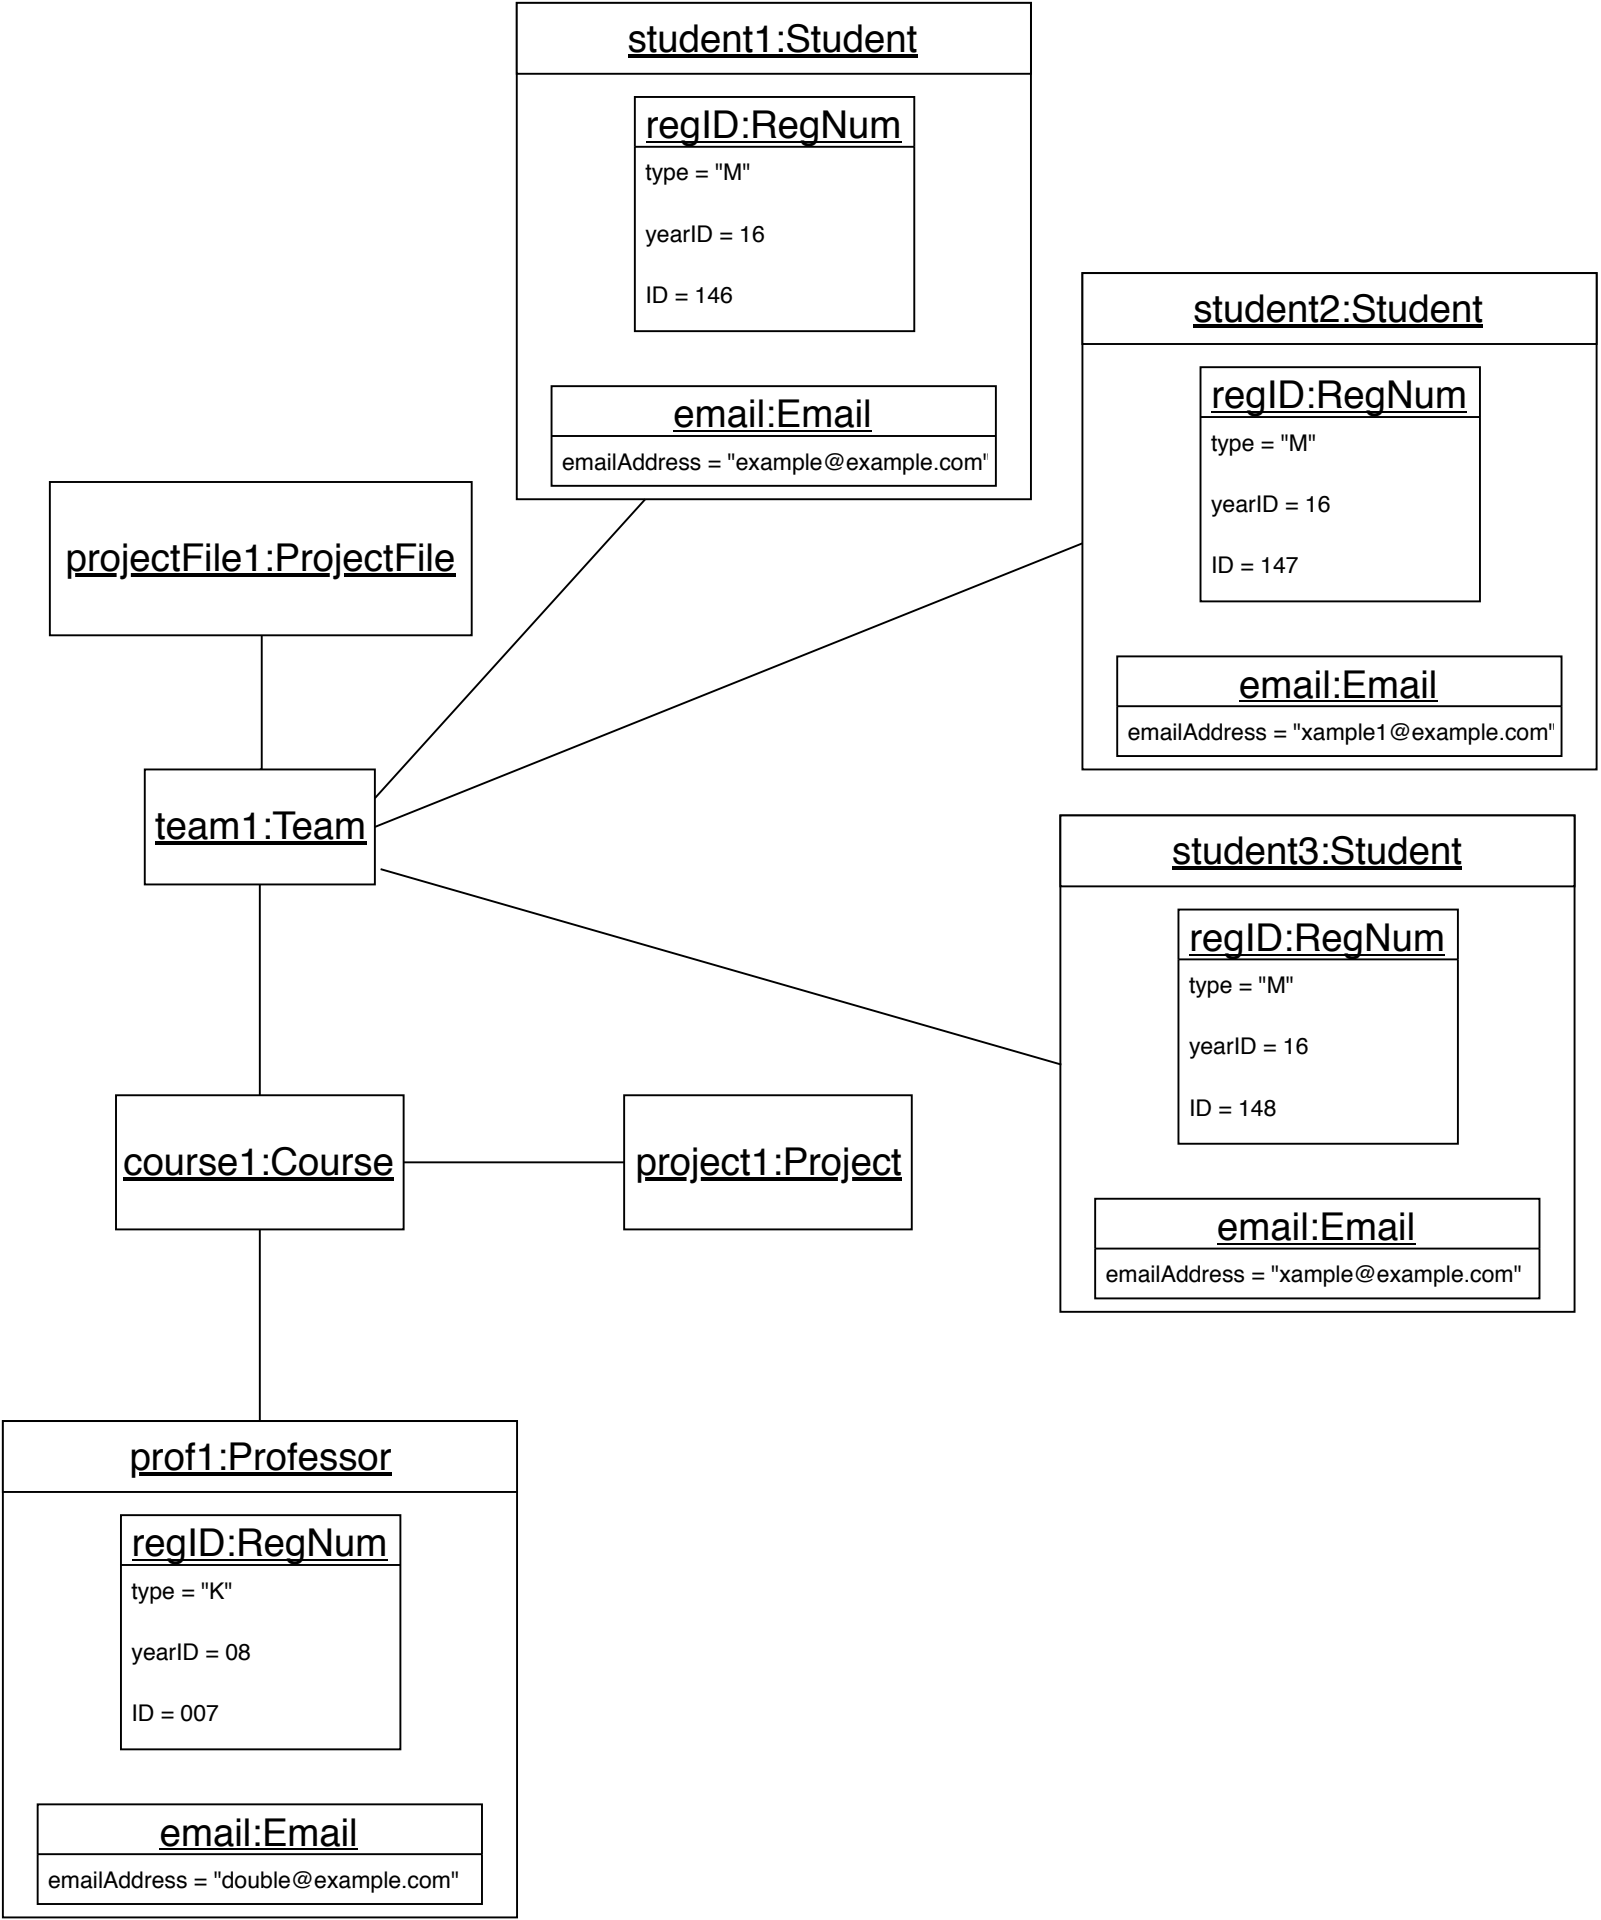 student1:Student
regID:RegNum
type = "M"
yearID = 16
ID = 146
email:Email
emailAddress = "example@example.com"
student2:Student
regID:RegNum
type = "M"
yearID = 16
ID = 147
email:Email
emailAddress = "xample1@example.com"
projectFile1:ProjectFile
team1:Team
student3:Student
regID:RegNum
type = "M"
yearID = 16
ID = 148
email:Email
emailAddress = "xample@example.com"
course1:Course
project1:Project
prof1:Professor
regID:RegNum
type = "K"
yearID = 08
ID = 007
email:Email
emailAddress = "double@example.com"